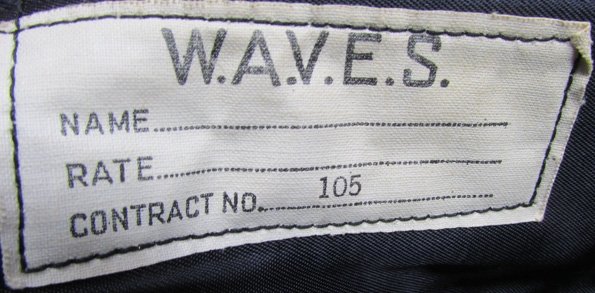 W.A.V.E.S.
NAME
RATE
CONTRACT NO. 105